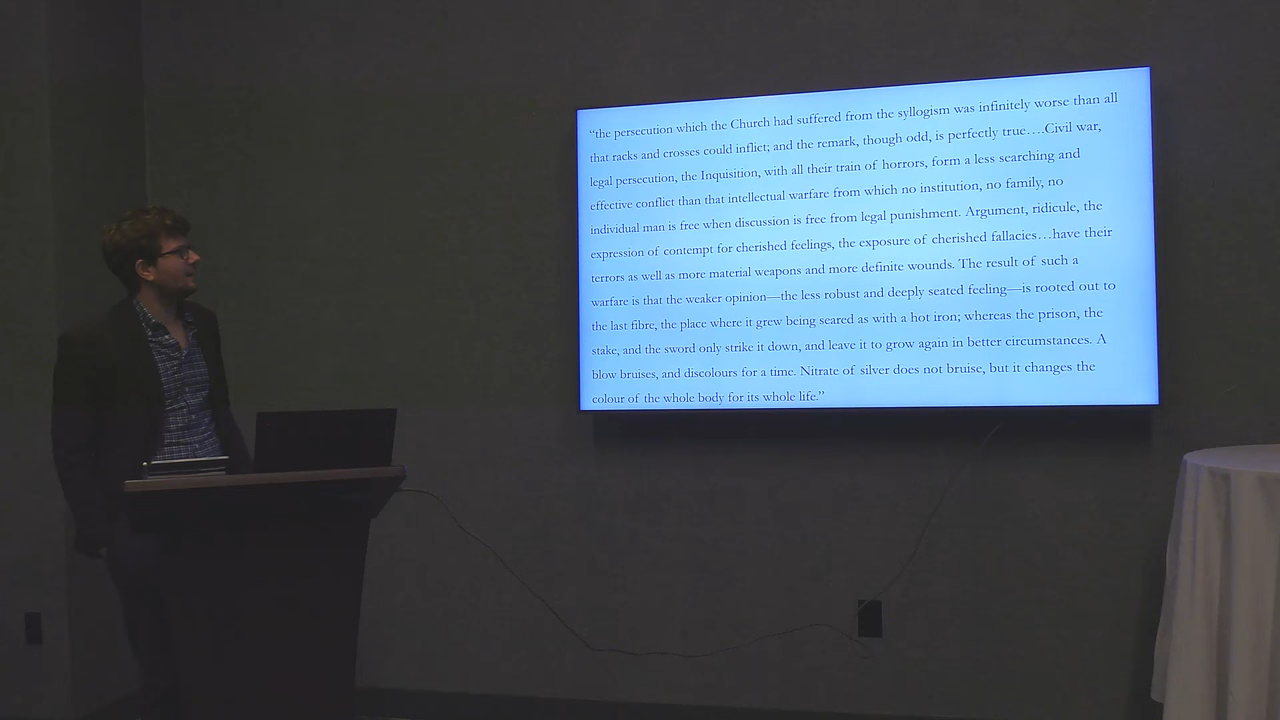 “the persecution which the Church had suffered from the syllogism was infinitely worse than all
that racks and crosses could inflict; and the remark, though odd, is perfectly true….Civil war,
legal persecution, the Inquisition, with all their train of horrors, form a less searching and
effective conflict than that intellectual warfare from which no institution, no family, no
individual man is free when discussion is free from legal punishment. Argument, ridicule, the
expression of contempt for cherished feelings, the exposure of cherished fallacies…have their
terrors as well as more material weapons and more definite wounds. The result of such a
warfare is that the weaker opinion—the less robust and deeply seated feeling—is rooted out to
the last fibre, the place where it grew being seared as with a hot iron; whereas the prison, the
stake, and the sword only strike it down, and leave it to grow again in better circumstances. A
blow bruises, and discolours for a time. Nitrate of silver does not bruise, but it changes the
colour of the whole body for its whole life.”